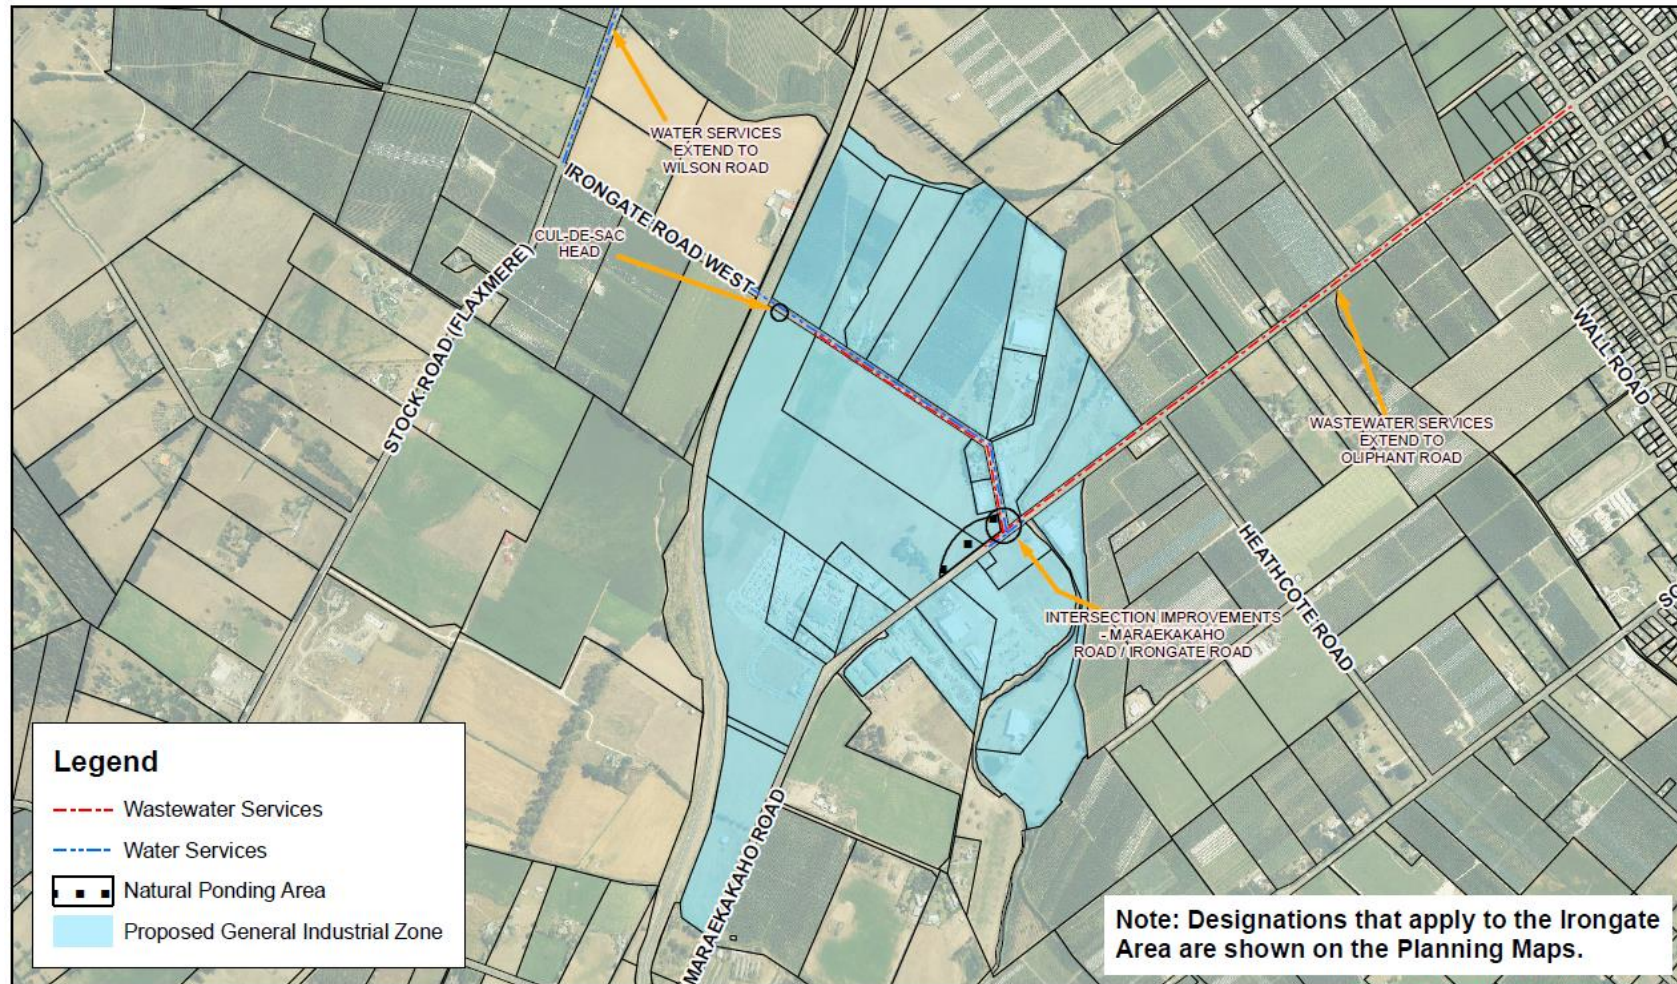 WATER SERVICES
EXTEND TO
WILSON ROAD
IRONGATE ROAD WEST
CUL-DE-SAC
HEAD
STOCK ROAD (FLAXMERE)
WALL ROAD
WASTEWATER SERVICES
EXTEND TO
OLIPHANT ROAD
HEATHCOTE ROAD
INTERSECTION IMPROVEMENTS
- MARAEKAKAHO
ROAD / IRONGATE ROAD
MARAEKAKAHO ROAD
Legend
Wastewater Services
Water Services
Natural Ponding Area
Proposed General Industrial Zone
Note: Designations that apply to the Irongate
Area are shown on the Planning Maps.